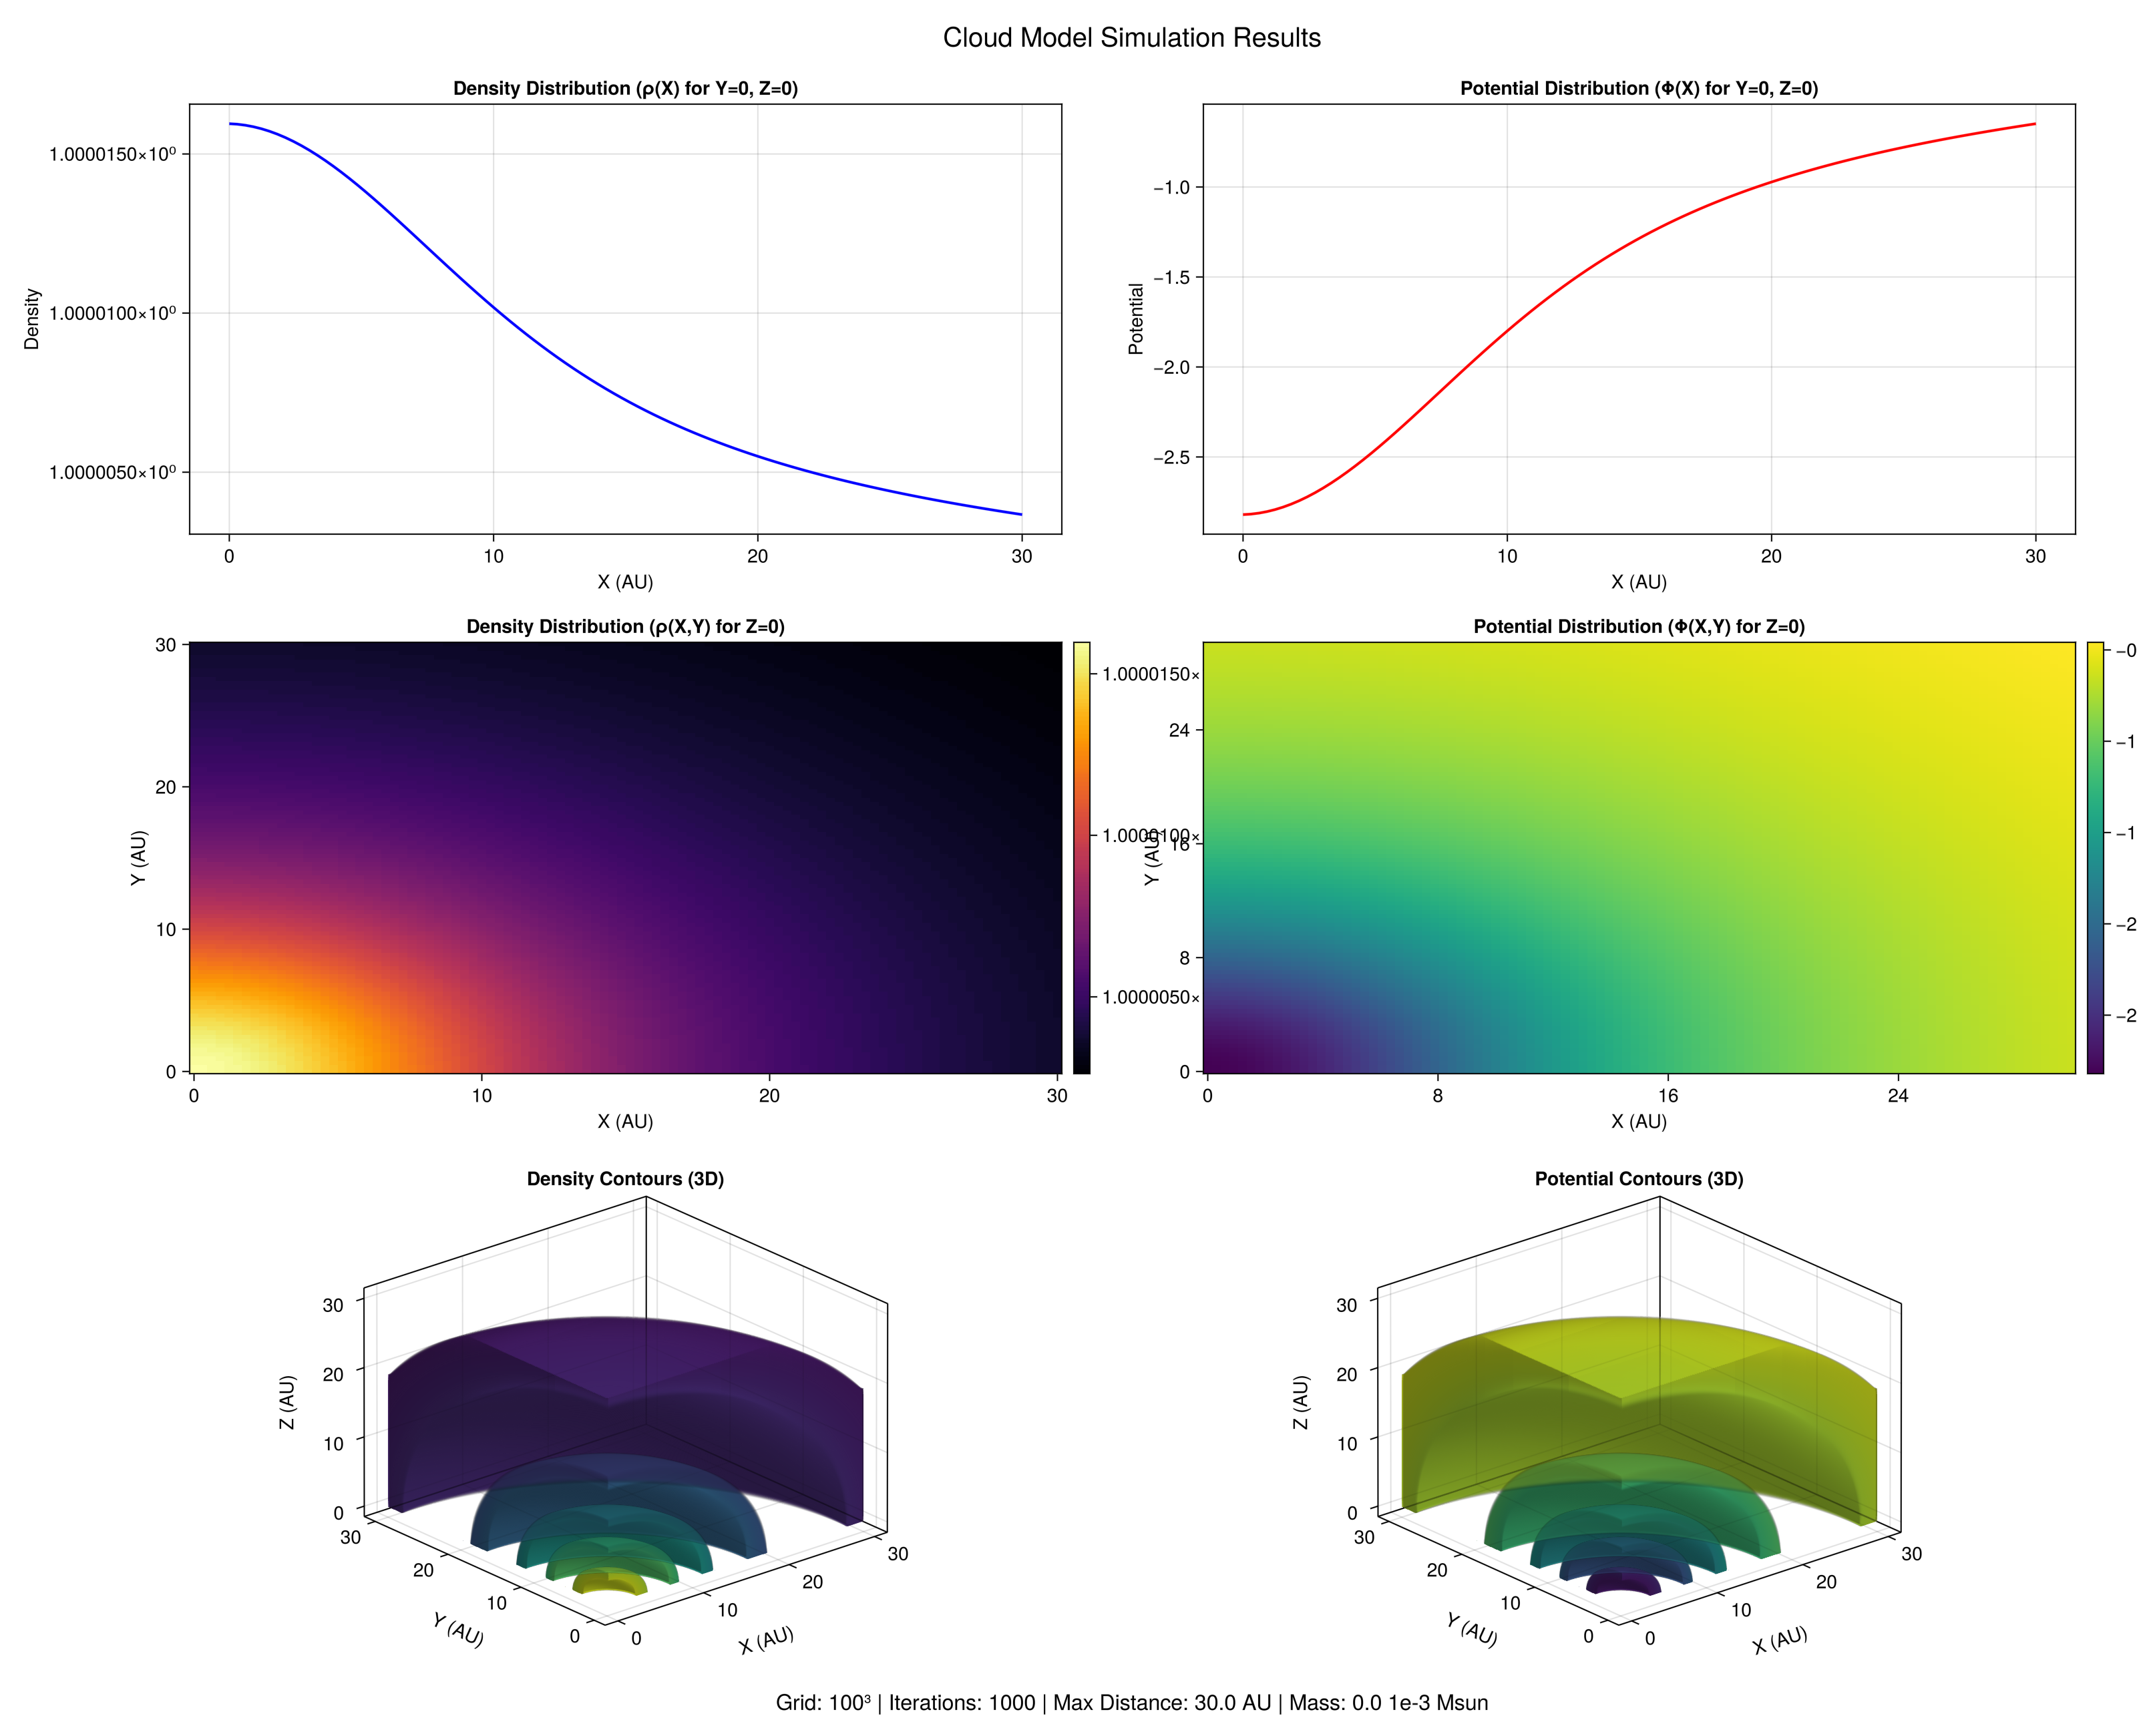 Cloud Model Simulation Results
Density Distribution (ρ(X) for Y=0, Z=0)
1.0000150×10⁰
1.0000100×10⁰
1.0000050×10⁰
Density
0 10 20 30
X (AU)
Potential Distribution (Φ(X) for Y=0, Z=0)
−1.0
−1.5
−2.0
−2.5
Potential
0 10 20 30
X (AU)
Density Distribution (ρ(X,Y) for Z=0)
30
20
10
0
Y (AU)
0 10 20 30
X (AU)
1.0000150×
1.0000100×
1.0000050×
Potential Distribution (Φ(X,Y) for Z=0)
24
16
8
0
Y (AU)
0 8 16 24
X (AU)
−0
−1
−1
−2
−2
Density Contours (3D)
30
20
10
0
Z (AU)
30
20
10
0
Y (AU)
0
10
20
30
X (AU)
Potential Contours (3D)
30
20
10
0
Z (AU)
30
20
10
0
Y (AU)
0
10
20
30
X (AU)
Grid: 100³ | Iterations: 1000 | Max Distance: 30.0 AU | Mass: 0.0 1e-3 Msun